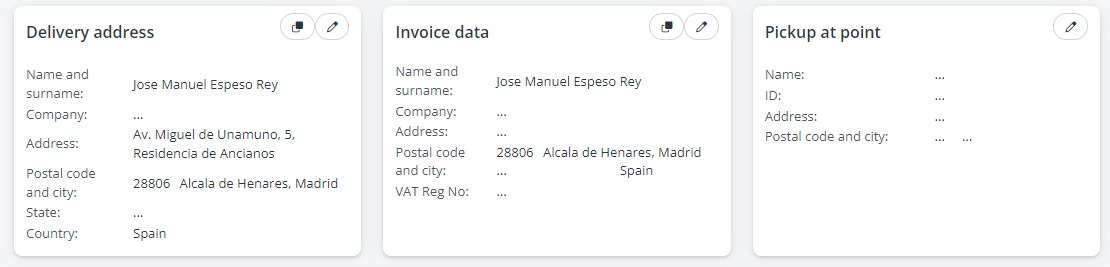 Delivery address
Name and surname: Jose Manuel Espeso Rey
Company: ...
Address: Av. Miguel de Unamuno, 5,
Residencia de Ancianos
Postal code and city: 28806 Alcala de Henares, Madrid
State: ...
Country: Spain
Invoice data
Name and surname: Jose Manuel Espeso Rey
Company: ...
Address: ...
Postal code and city: 28806 Alcala de Henares, Madrid
... Spain
VAT Reg No: ...
Pickup at point
Name: ...
ID: ...
Address: ...
Postal code and city: ... ...